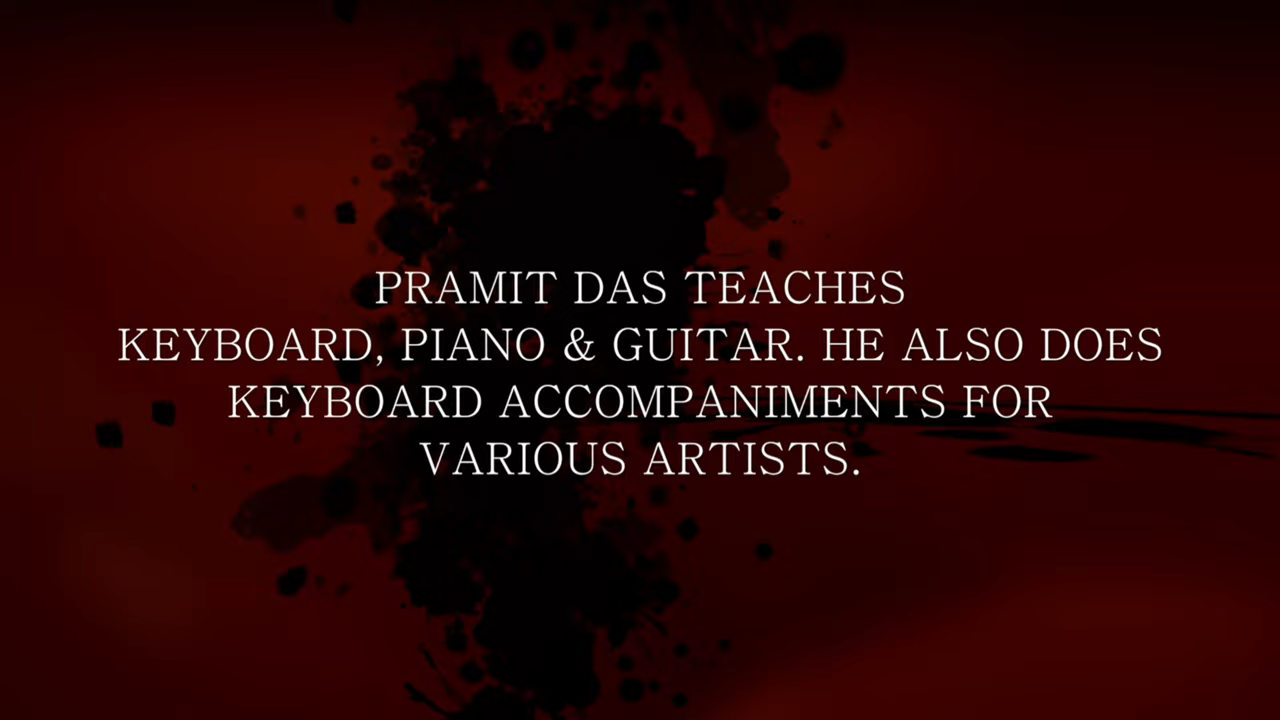 PRAMIT DAS TEACHES
KEYBOARD, PIANO & GUITAR. HE ALSO DOES
KEYBOARD ACCOMPANIMENTS FOR
VARIOUS ARTISTS.